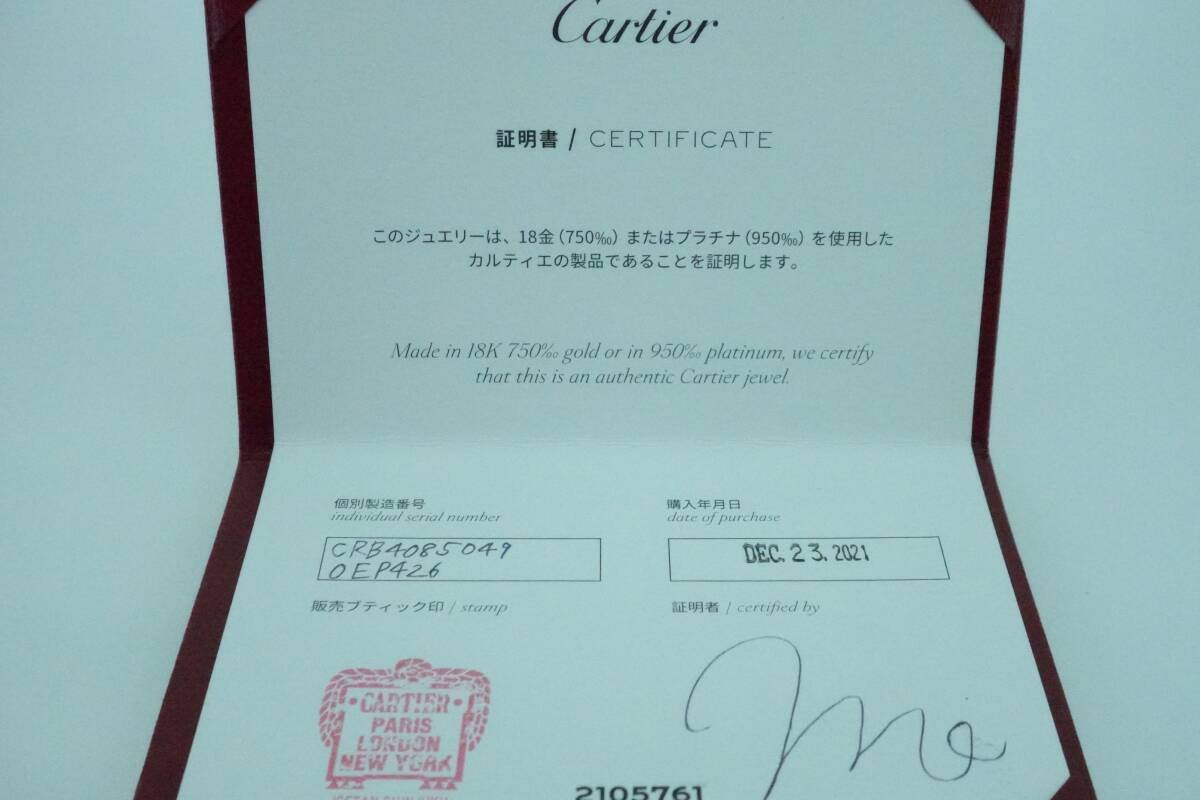 Cartier
証明書 / CERTIFICATE
このジュエリーは、18金（750‰）またはプラチナ（950‰）を使用した
カルティエの製品であることを証明します。
Made in 18K 750‰ gold or in 950‰ platinum, we certify
that this is an authentic Cartier jewel.
個別製造番号
individual serial number
CRB4085049
OEP426
購入年月日
date of purchase
DEC. 23. 2021
販売ブティック印 / stamp
証明者 / certified by
CARTIER
PARIS
LONDON
NEW YORK
2105761